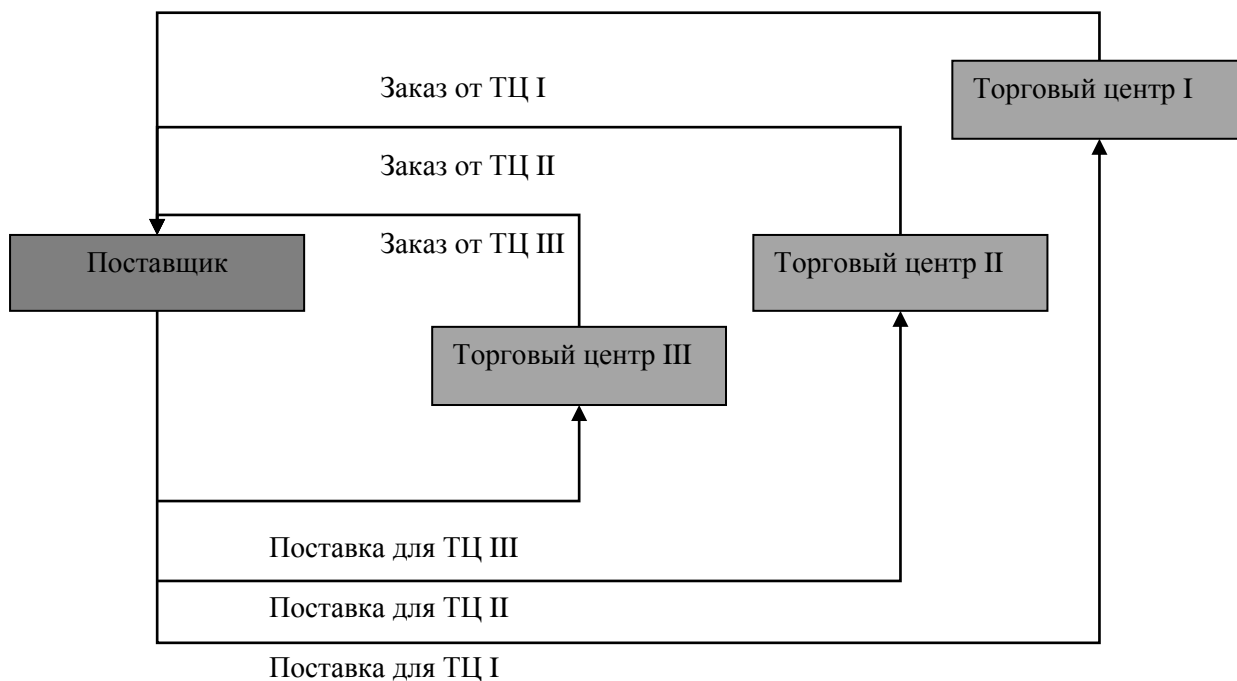 Заказ от ТЦ I
Торговый центр I
Заказ от ТЦ II
Заказ от ТЦ III
Поставщик
Торговый центр II
Торговый центр III
Поставка для ТЦ III
Поставка для ТЦ II
Поставка для ТЦ I